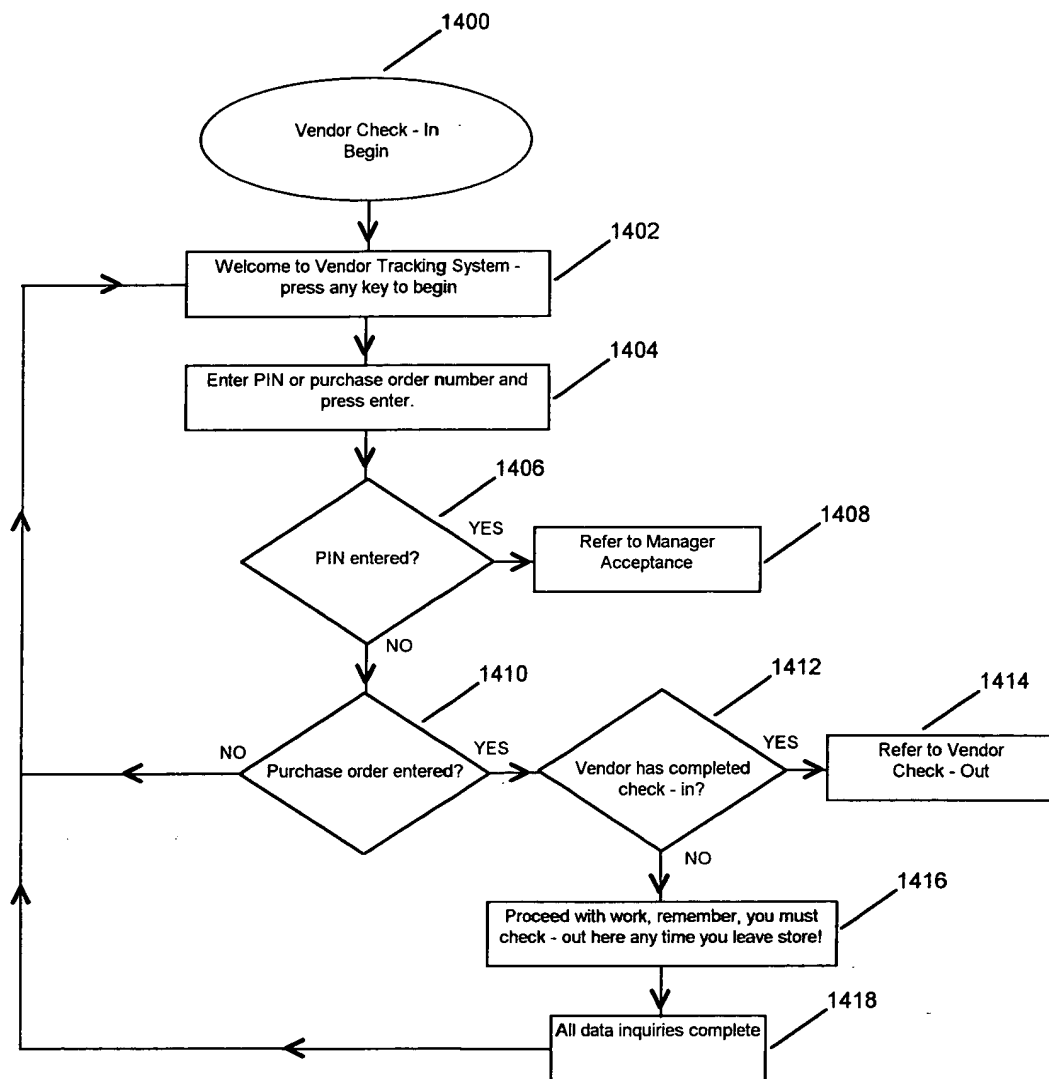 1400
Vendor Check - In
Begin
1402
Welcome to Vendor Tracking System -
press any key to begin
1404
Enter PIN or purchase order number and
press enter.
1406
YES
1408
PIN entered?
Refer to Manager
Acceptance
NO
1410
1412
1414
NO
YES
YES
Purchase order entered?
Vendor has completed
check - in?
Refer to Vendor
Check - Out
NO
1416
Proceed with work, remember, you must
check - out here any time you leave store!
1418
All data inquiries complete